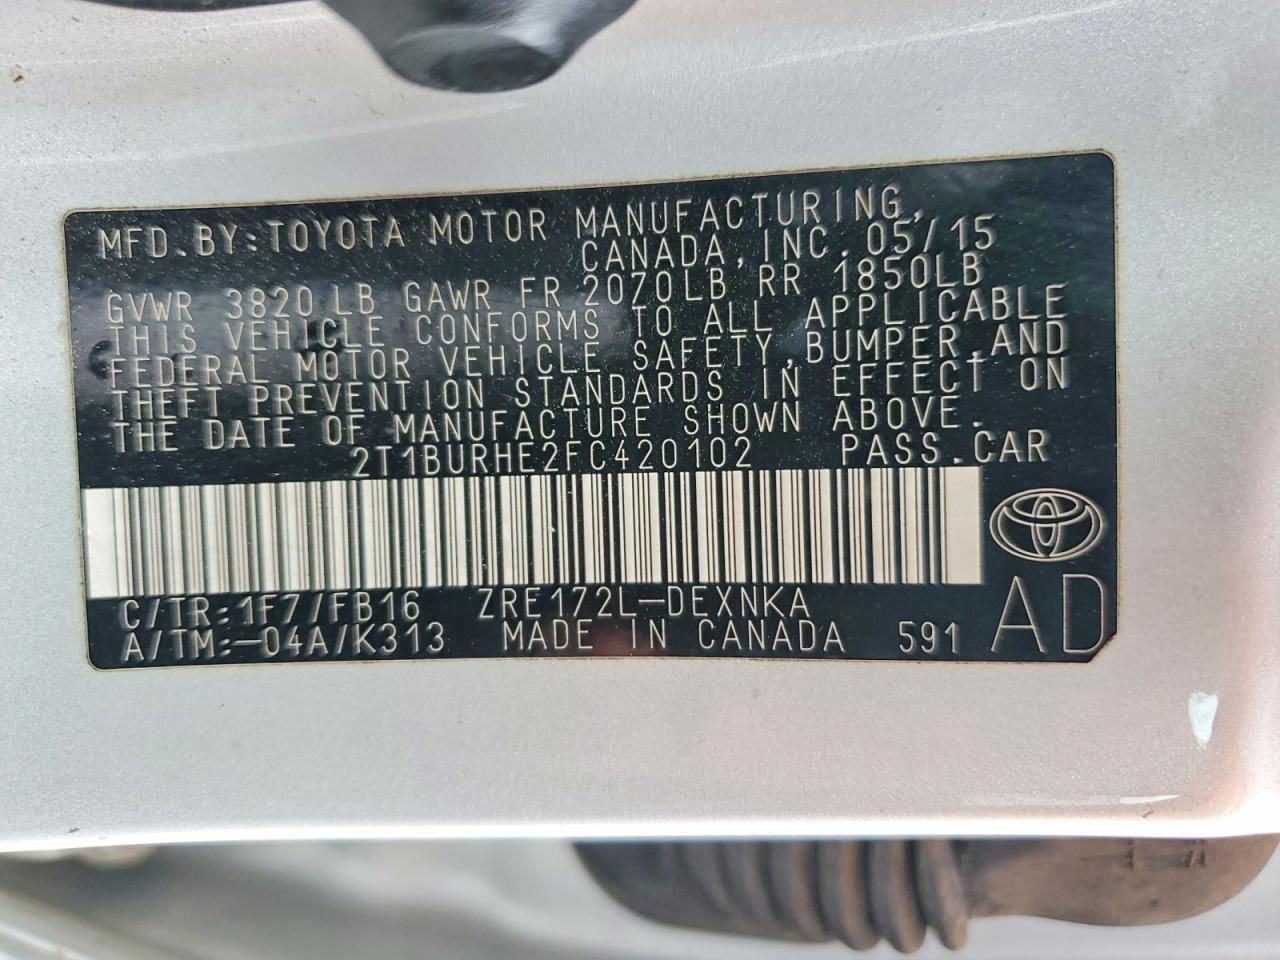 MFD. BY: TOYOTA MOTOR MANUFACTURING,
CANADA, INC. 05/15
GVWR 3820 LB GAWR FR 2070LB RR 1850LB
THIS VEHICLE CONFORMS TO ALL APPLICABLE
FEDERAL MOTOR VEHICLE SAFETY, BUMPER, AND
THEFT PREVENTION STANDARDS IN EFFECT ON
THE DATE OF MANUFACTURE SHOWN ABOVE.
2T1BURHE2FC420102 PASS. CAR
C/TR:1F7/FB16 ZRE172L-DEXNKA
A/TM:-04A/K313 MADE IN CANADA 591 AD